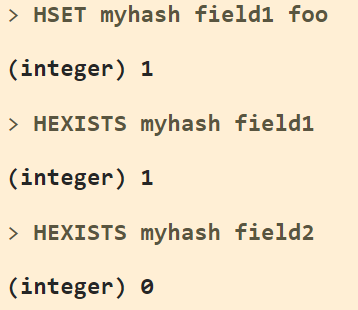 > HSET myhash field1 foo
(integer) 1
> HEXISTS myhash field1
(integer) 1
> HEXISTS myhash field2
(integer) 0